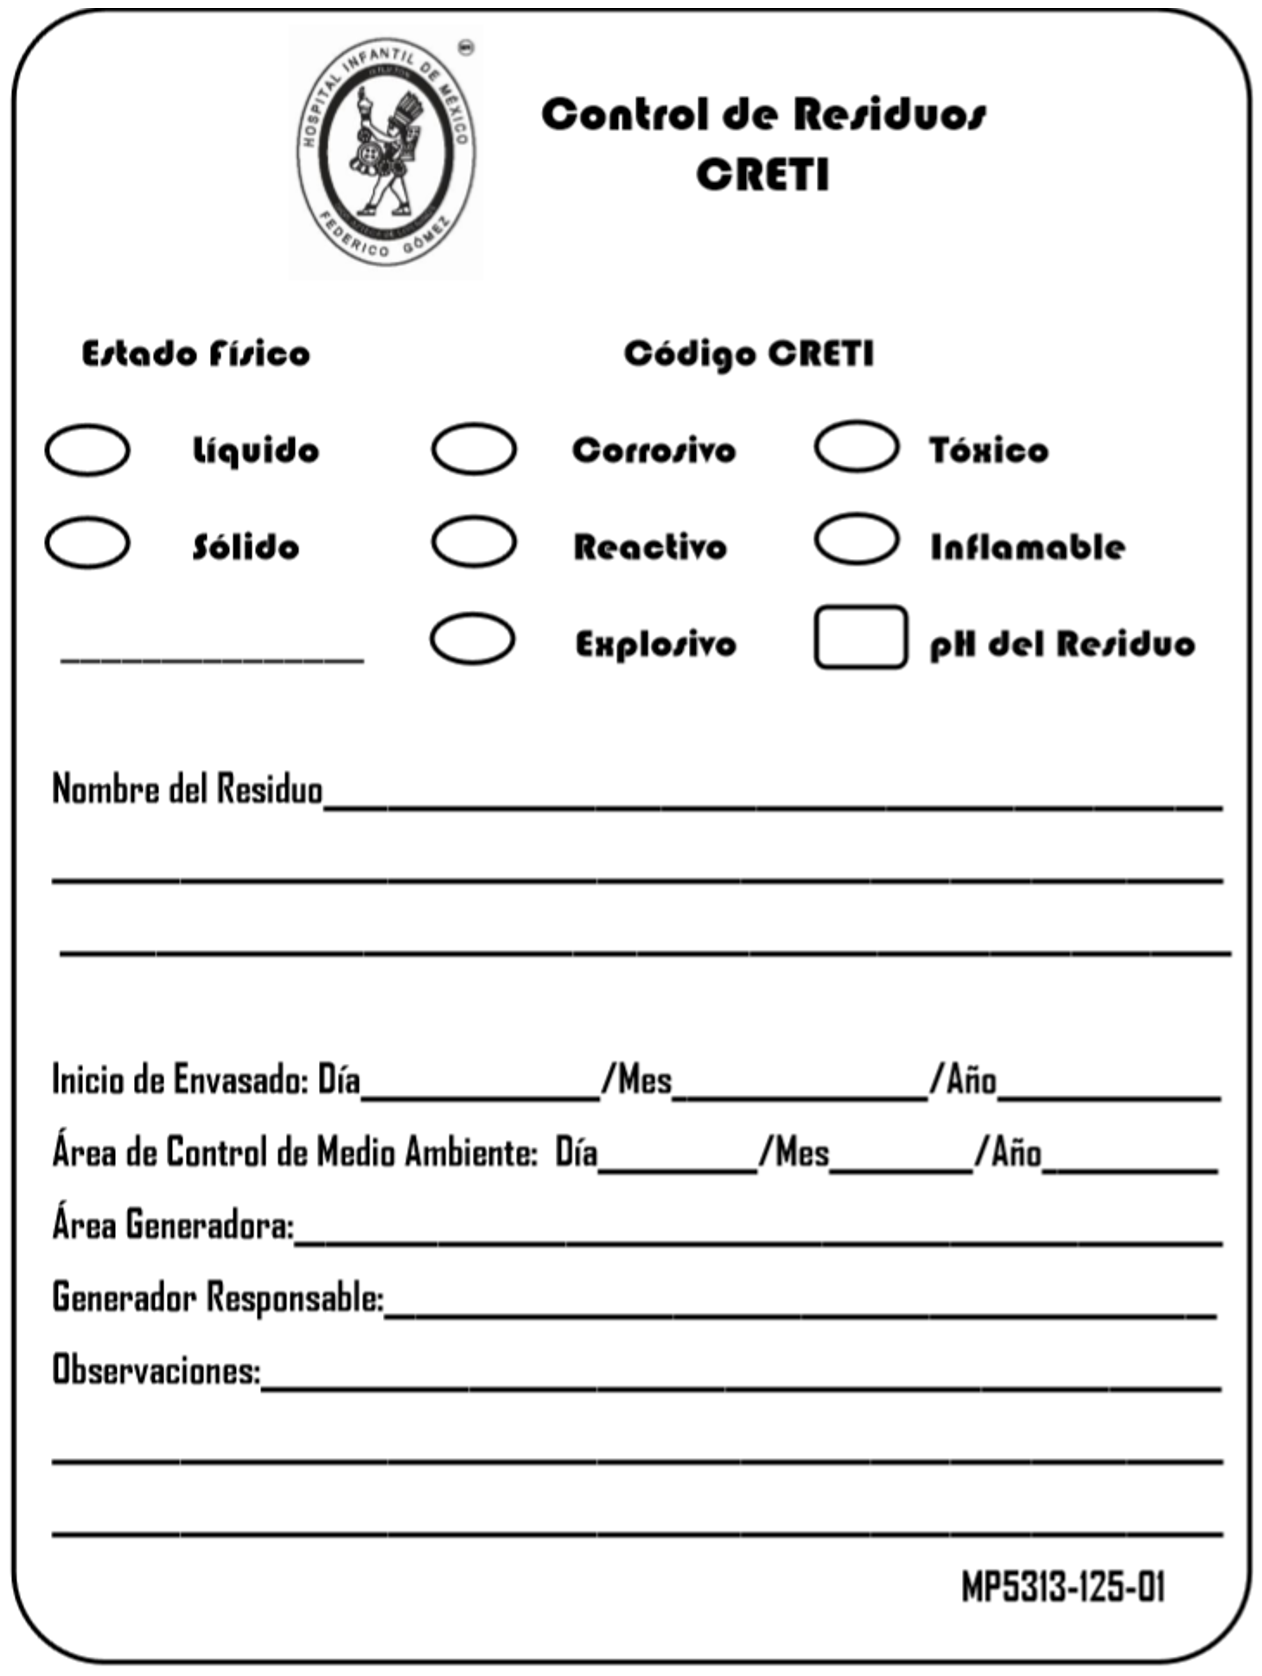 HOSPITAL INFANTIL DE MÉXICO
FEDERICO GÓMEZ
Control de Residuos
CRETI
Estado Físico
Código CRETI
Líquido
Corrosivo
Tóxico
Sólido
Reactivo
Inflamable
Explosivo
pH del Residuo
Nombre del Residuo
Inicio de Envasado: Día /Mes /Año
Área de Control de Medio Ambiente: Día /Mes /Año
Área Generadora:
Generador Responsable:
Observaciones:
MP5313-125-01